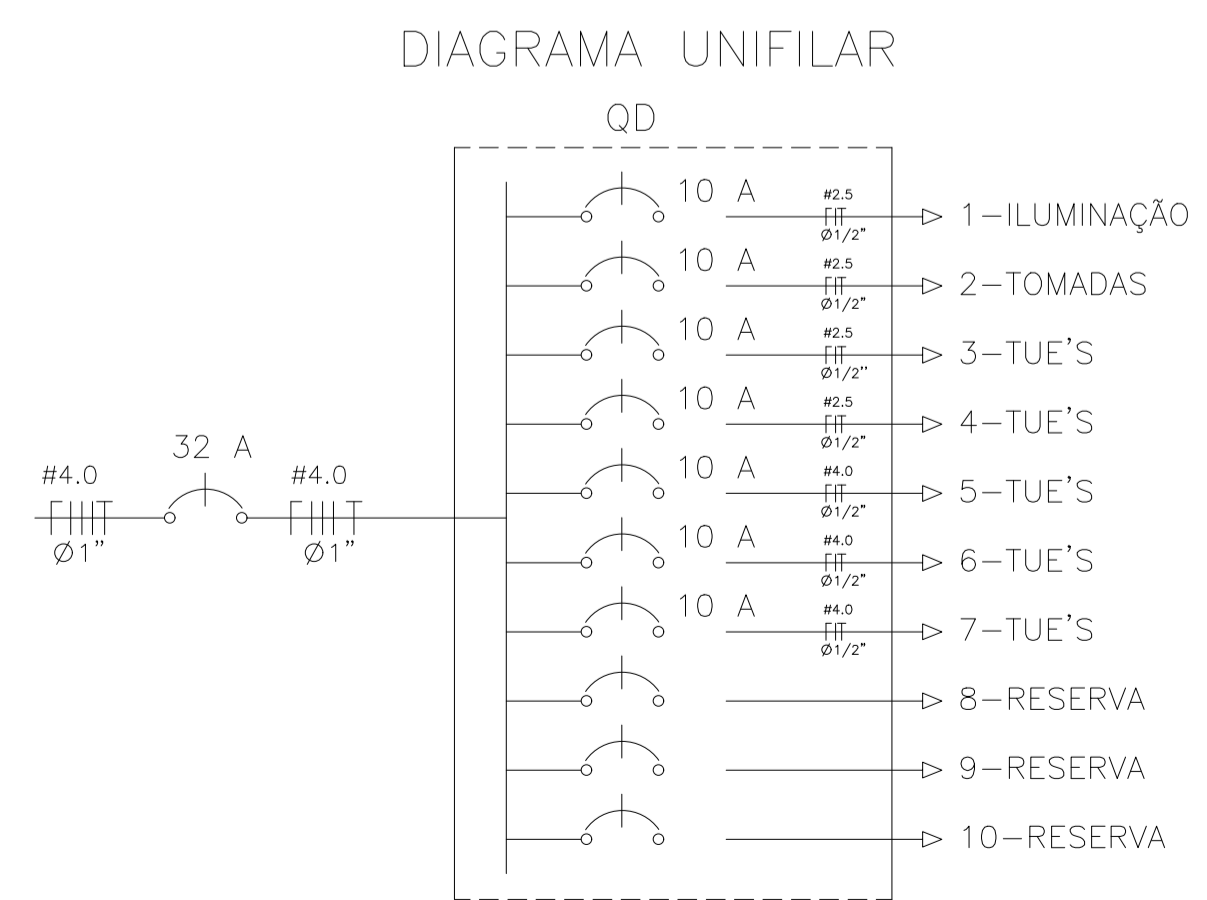 DIAGRAMA UNIFILAR
QD
10 A
#2.5
Ø1/2"
1-ILUMINAÇÃO
10 A
#2.5
Ø1/2"
2-TOMADAS
10 A
#2.5
Ø1/2''
3-TUE'S
10 A
#2.5
Ø1/2"
4-TUE'S
32 A
#4.0
Ø1"
#4.0
Ø1"
10 A
#4.0
Ø1/2"
5-TUE'S
10 A
#4.0
Ø1/2"
6-TUE'S
10 A
#4.0
Ø1/2"
7-TUE'S
8-RESERVA
9-RESERVA
10-RESERVA